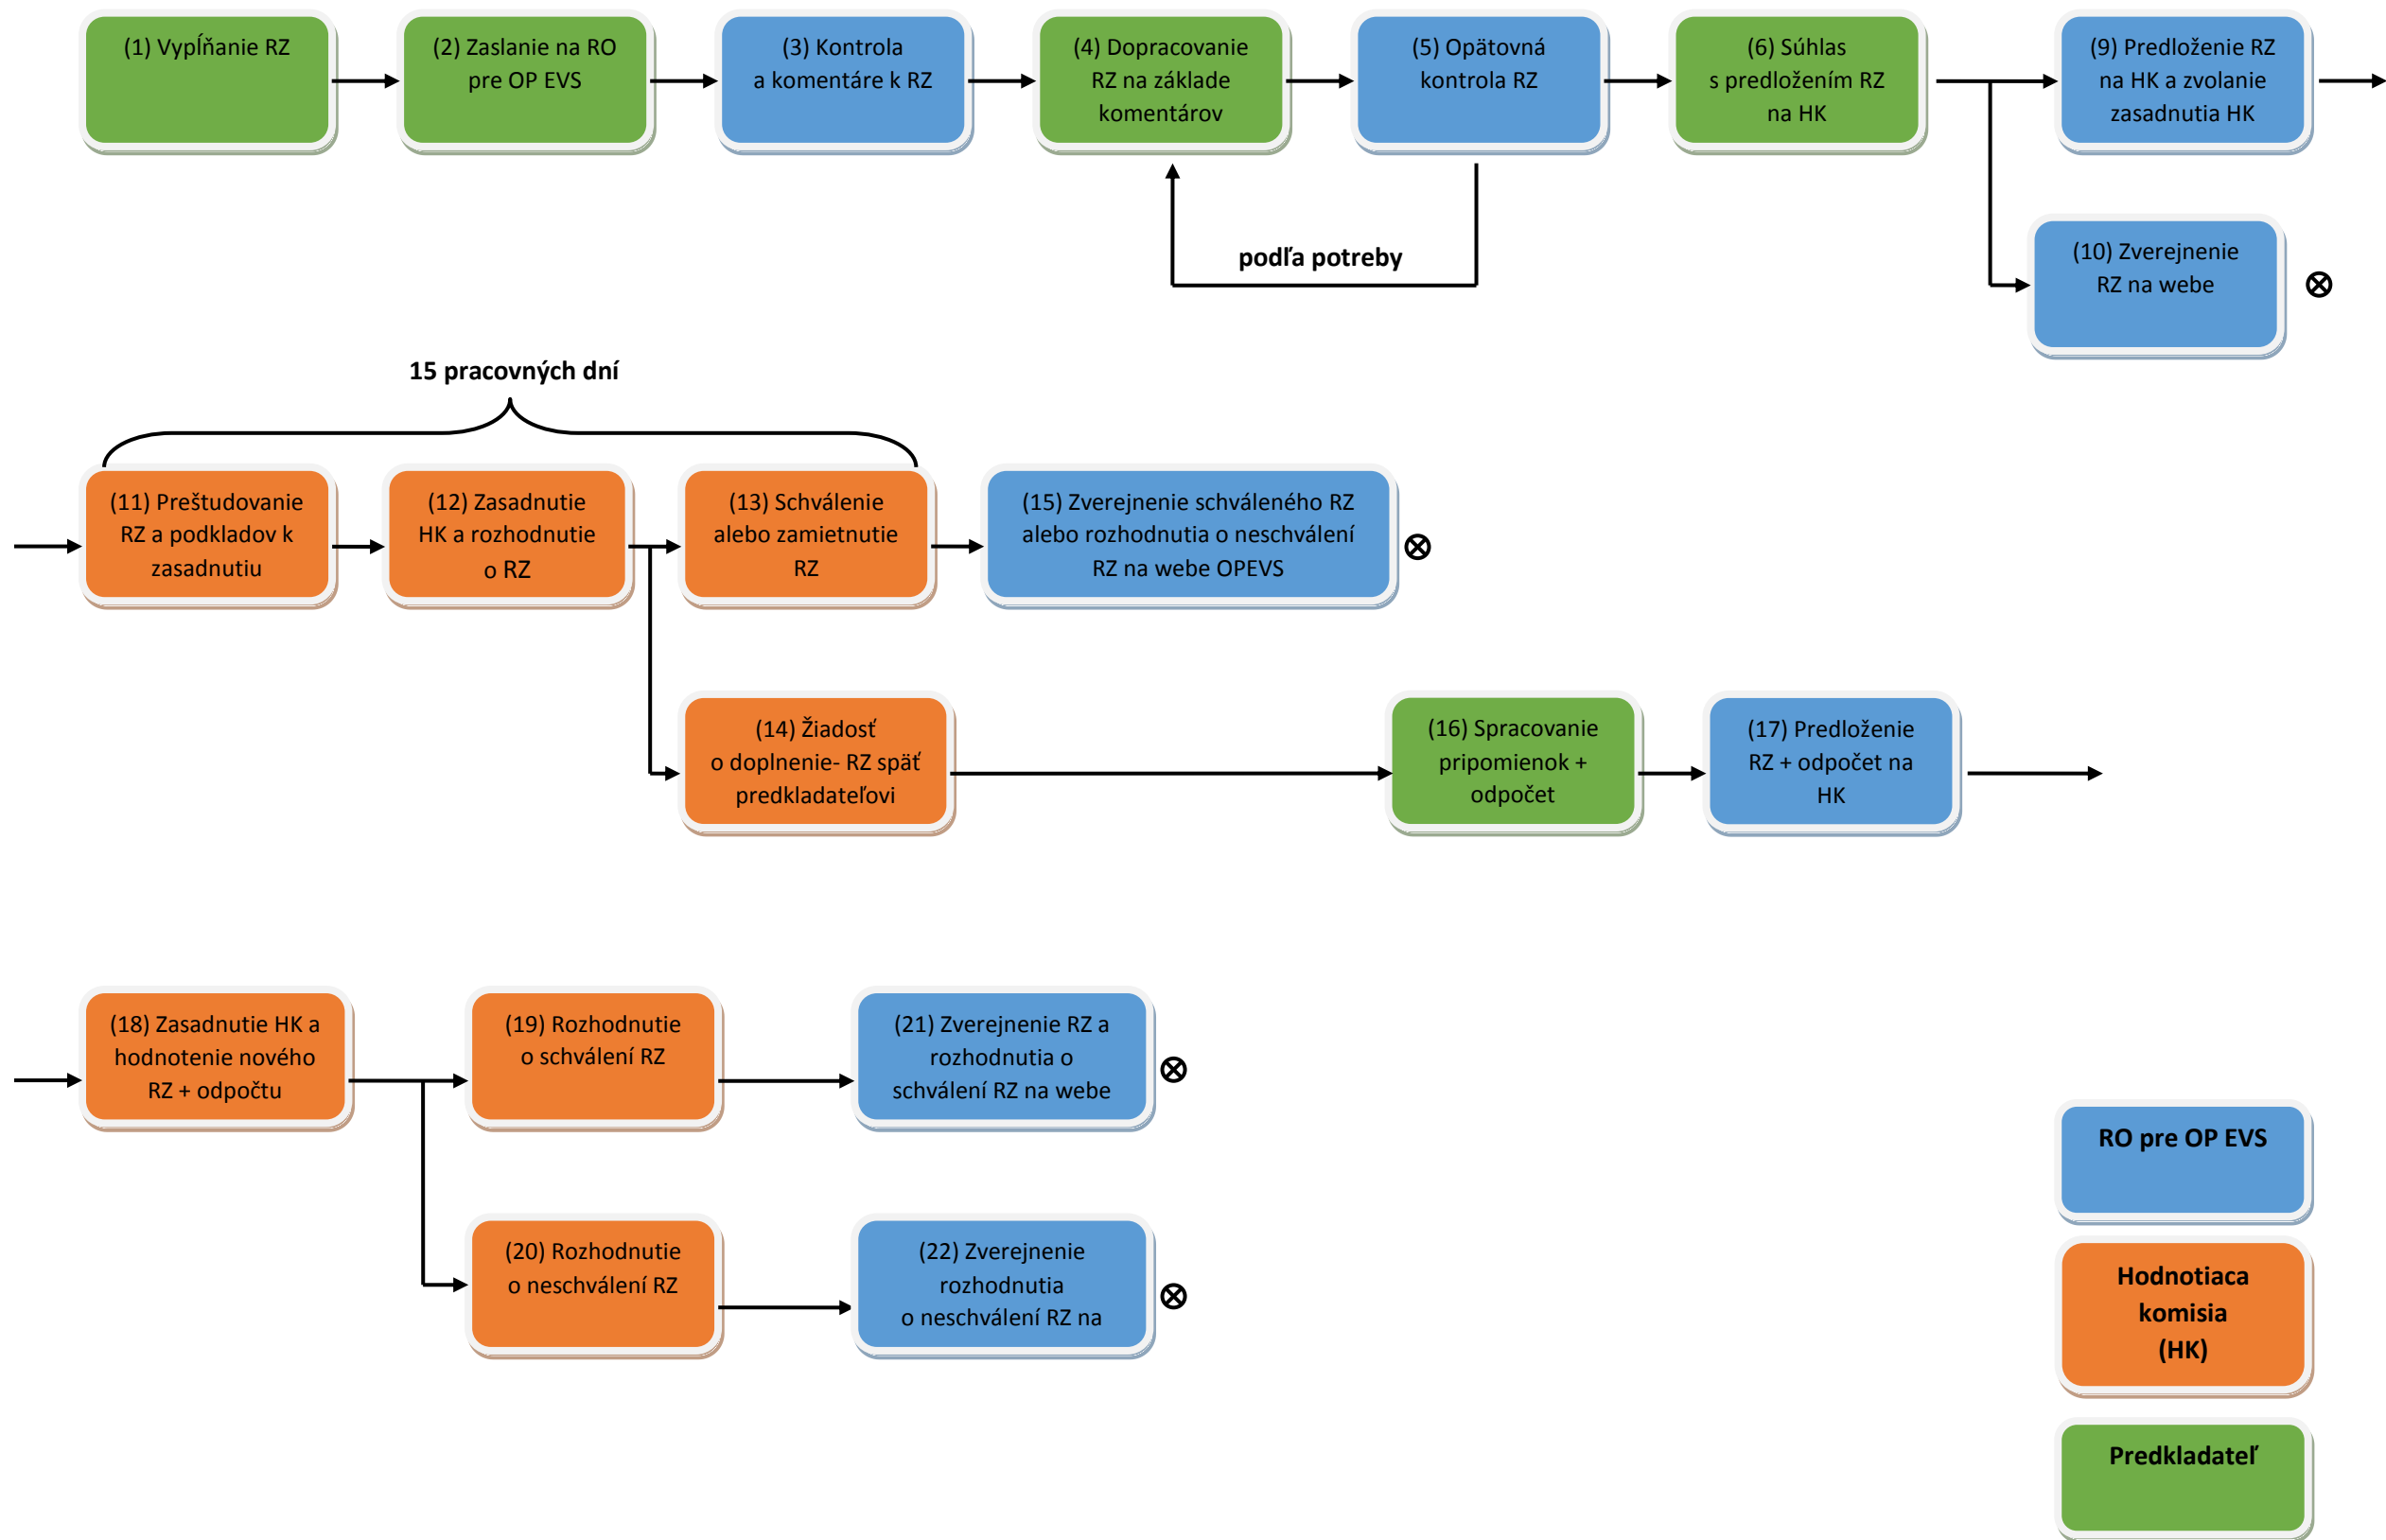 (1) Vypĺňanie RZ
(2) Zaslanie na RO
pre OP EVS
(3) Kontrola
a komentáre k RZ
(4) Dopracovanie
RZ na základe
komentárov
(5) Opätovná
kontrola RZ
(6) Súhlas
s predložením RZ
na HK
(9) Predloženie RZ
na HK a zvolanie
zasadnutia HK
podľa potreby
(10) Zverejnenie
RZ na webe
15 pracovných dní
(11) Preštudovanie
RZ a podkladov k
zasadnutiu
(12) Zasadnutie
HK a rozhodnutie
o RZ
(13) Schválenie
alebo zamietnutie
RZ
(15) Zverejnenie schváleného RZ
alebo rozhodnutia o neschválení
RZ na webe OPEVS
(14) Žiadosť
o doplnenie- RZ späť
predkladateľovi
(16) Spracovanie
pripomienok +
odpočet
(17) Predloženie
RZ + odpočet na
HK
(18) Zasadnutie HK a
hodnotenie nového
RZ + odpočtu
(19) Rozhodnutie
o schválení RZ
(21) Zverejnenie RZ a
rozhodnutia o
schválení RZ na webe
(20) Rozhodnutie
o neschválení RZ
(22) Zverejnenie
rozhodnutia
o neschválení RZ na
RO pre OP EVS
Hodnotiaca
komisia
(HK)
Predkladateľ